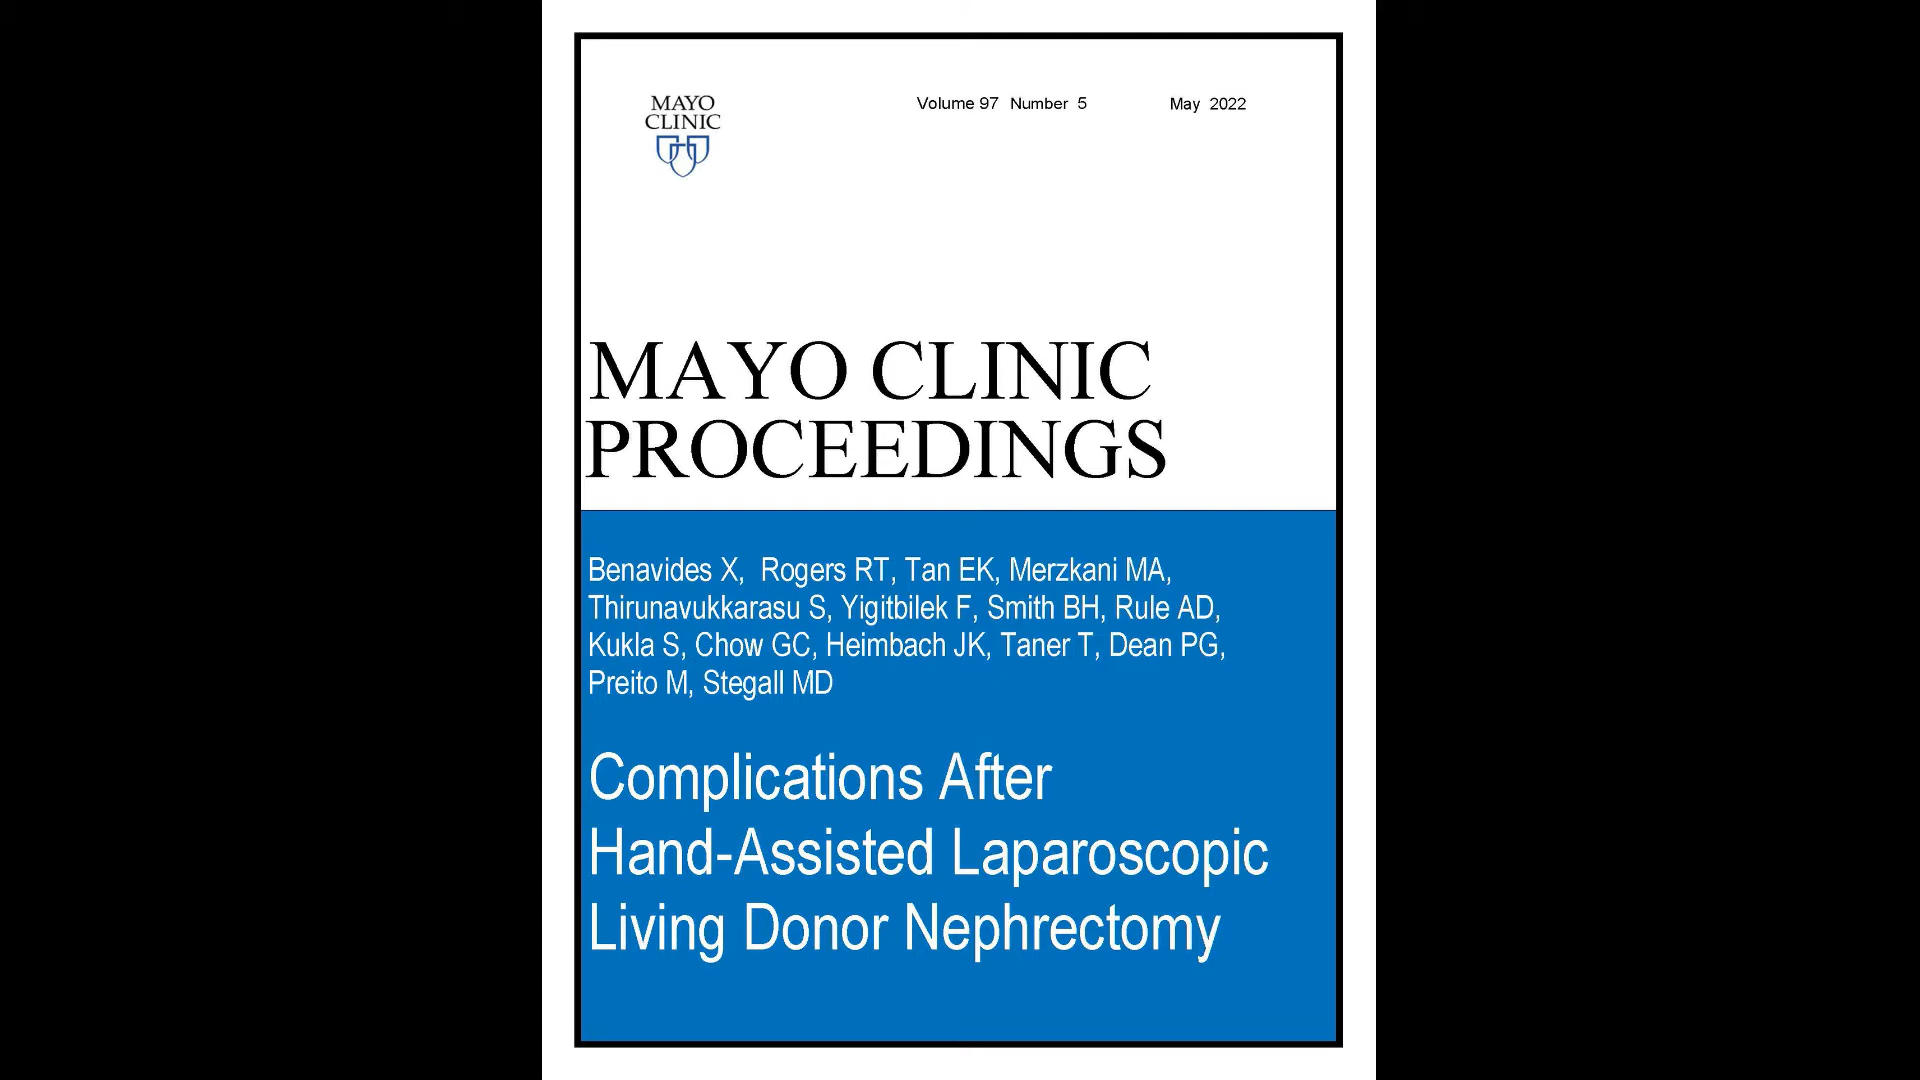 MAYO
CLINIC
Volume 97 Number 5 May 2022
MAYO CLINIC
PROCEEDINGS
Benavides X, Rogers RT, Tan EK, Merzkani MA,
Thirunavukkarasu S, Yigitbilek F, Smith BH, Rule AD,
Kukla S, Chow GC, Heimbach JK, Taner T, Dean PG,
Preito M, Stegall MD
Complications After
Hand-Assisted Laparoscopic
Living Donor Nephrectomy